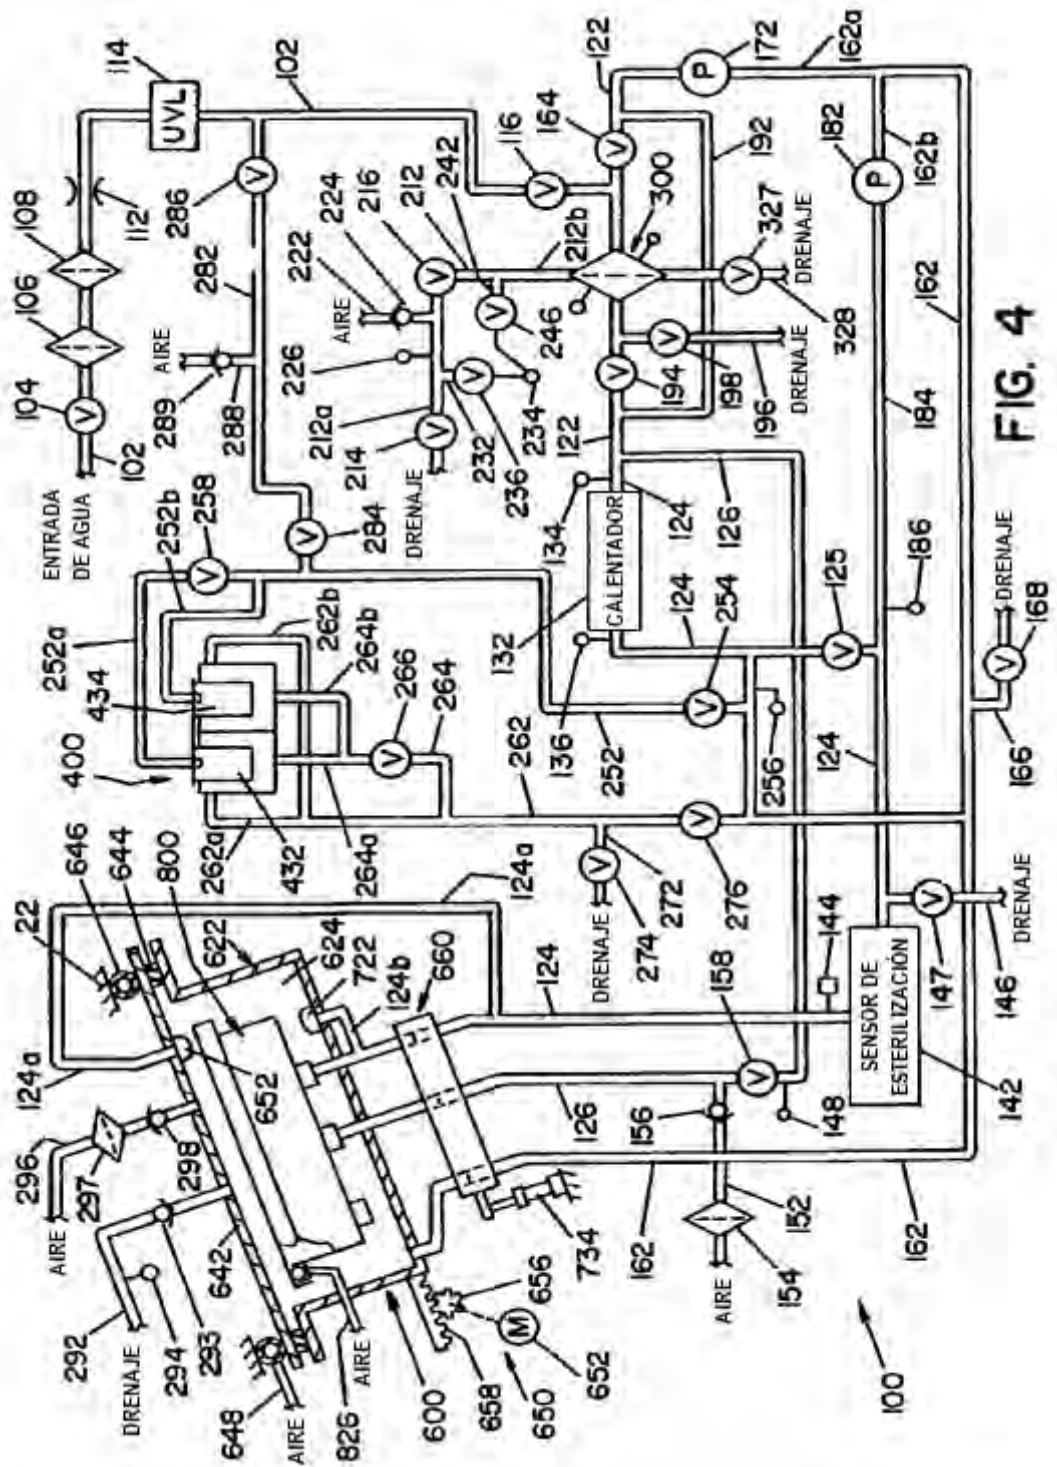 ENTRADA
DE AGUA
102
104
106
108
112
114
UVL
V
102
286
V
282
AIRE
289
288
252b
258
V
252a
434
400
284
V
262b
264b
266
V
264
262a
432
264a
262
252
AIRE
222
224
216
V
212
242
212b
226
212a
214
V
DRENAJE
232
V
236
234
246
V
116
V
164
V
122
P
172
162a
192
300
327
V
DRENAJE
328
194
V
198
V
196
DRENAJE
122
134
CALENTADOR
132
136
124
126
124
254
V
125
V
256
182
P
162b
184
162
186
124
166
DRENAJE
V
168
272
V
274
DRENAJE
276
V
646
644
800
22
124a
124a
622
624
722
124b
660
124
158
V
144
SENSOR DE
ESTERILIZACIÓN
142
147
V
146
DRENAJE
148
126
156
152
154
AIRE
162
162
734
652
296
297
298
AIRE
292
DRENAJE
294
293
642
648
AIRE
826
AIRE
600
658
656
M
652
650
100
FIG. 4